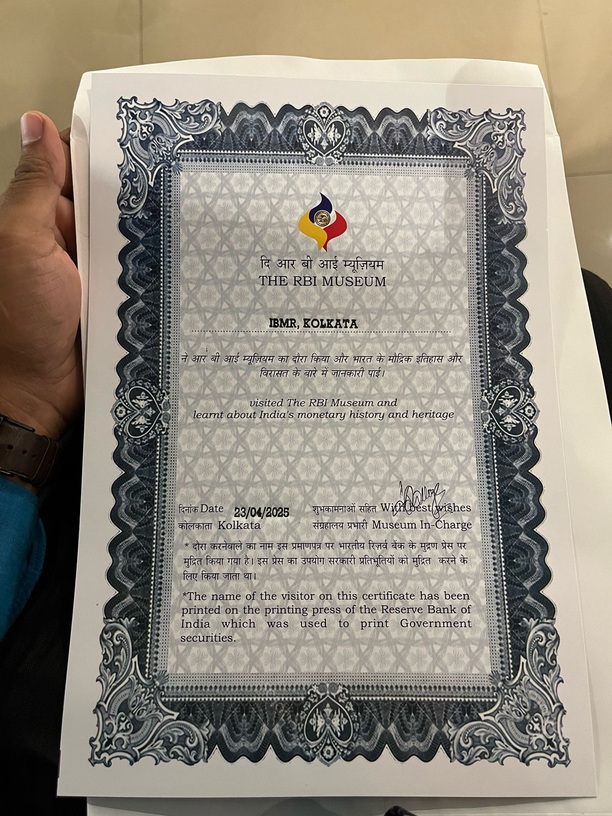 दि आर बी आई म्यूज़ियम
THE RBI MUSEUM
IBMR, KOLKATA
ने आर बी आई म्यूज़ियम का दौरा किया और भारत के मौद्रिक इतिहास और
विरासत के बारे में जानकारी पाई।
visited The RBI Museum and
learnt about India's monetary history and heritage
दिनांक Date 23/04/2025 शुभकामनाओं सहित With best wishes
कोलकाता Kolkata संग्रहालय प्रभारी Museum In-Charge
* दौरा करनेवाले का नाम इस प्रमाणपत्र पर भारतीय रिज़र्व बैंक के मुद्रण प्रेस पर
मुद्रित किया गया है। इस प्रेस का उपयोग सरकारी प्रतिभूतियों को मुद्रित करने के
लिए किया जाता था।
*The name of the visitor on this certificate has been
printed on the printing press of the Reserve Bank of
India which was used to print Government
securities.